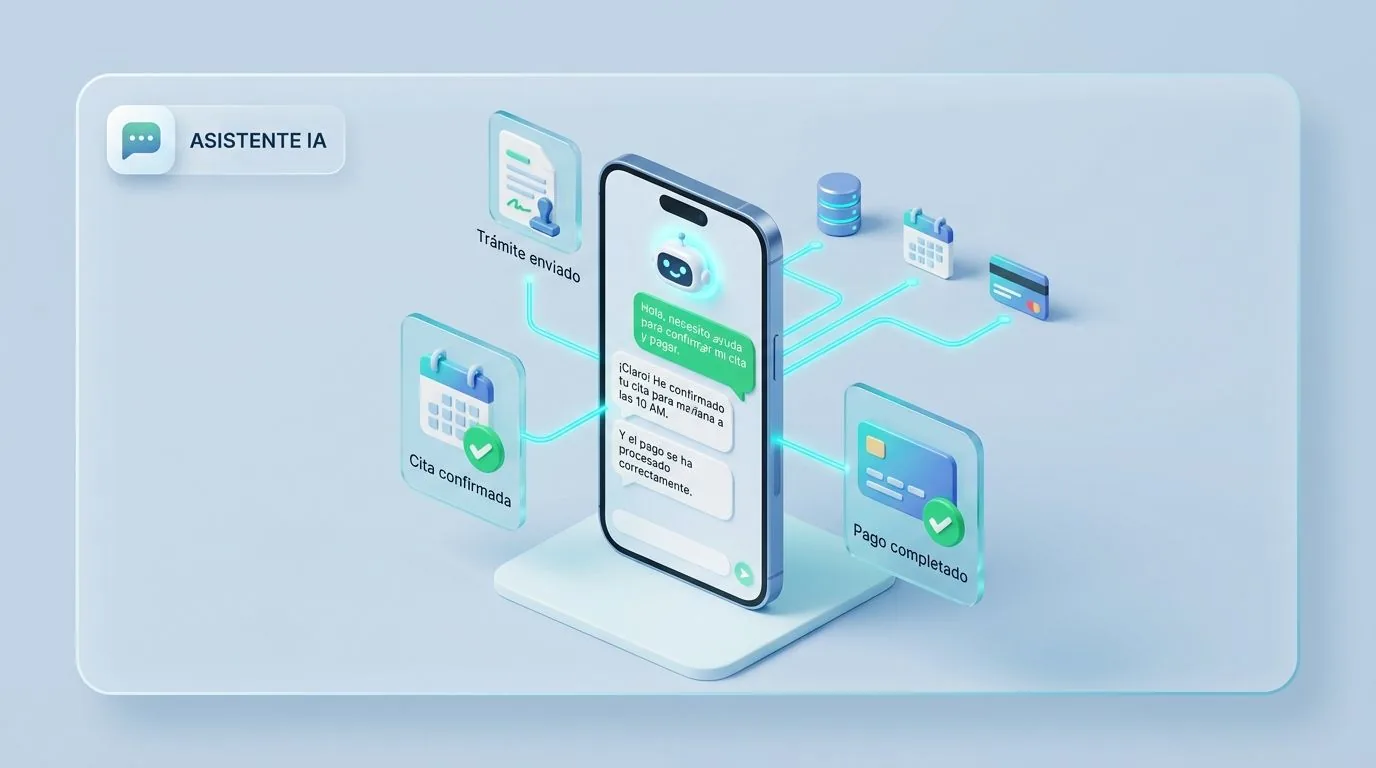 ASISTENTE IA
Trámite enviado
Hola, necesito ayuda
para confirmar mi cita
y pagar.
¡Claro! He confirmado
tu cita para mañana a
las 10 AM.
Y el pago se ha
procesado
correctamente.
Cita confirmada
Pago completado